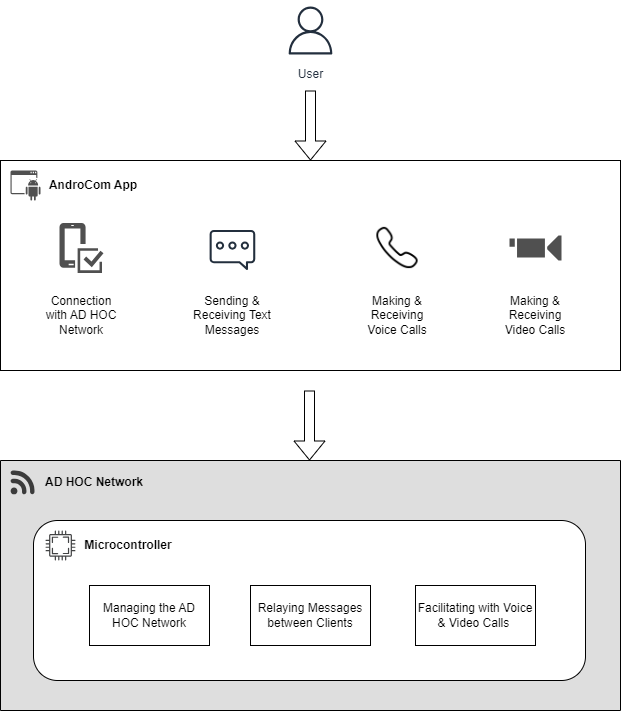 User
AndroCom App
Connection
with AD HOC
Network
Sending &
Receiving Text
Messages
Making &
Receiving
Voice Calls
Making &
Receiving
Video Calls
AD HOC Network
Microcontroller
Managing the AD
HOC Network
Relaying Messages
between Clients
Facilitating with Voice
& Video Calls